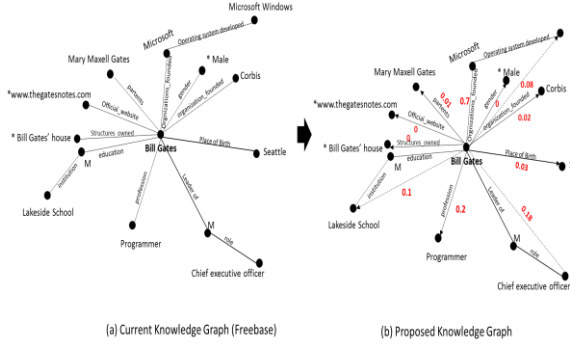 Microsoft Windows
Microsoft
Operating system developed
Mary Maxell Gates
* Male
Corbis
parents
Orgnizations_founded
gender
organization_founded
*www.thegatesnotes.com
Official_website
* Bill Gates' house
Structures_owned
M
education
Bill Gates
Place of Birth
Seattle
institution
profession
Leader of
Lakeside School
Programmer
M
role
Chief executive officer
(a) Current Knowledge Graph (Freebase)
Microsoft
Operating system developed
Mary Maxell Gates
* Male
Corbis
parents
0.01
0.7
Orgnizations_founded
gender
0
0.08
organization_founded
0.02
*www.thegatesnotes.com
Official_website
0
* Bill Gates' house
Structures_owned
0
M
education
Bill Gates
Place of Birth
0.03
institution
0.1
profession
0.2
Leader of
0.18
Lakeside School
Programmer
M
role
Chief executive officer
(b) Proposed Knowledge Graph